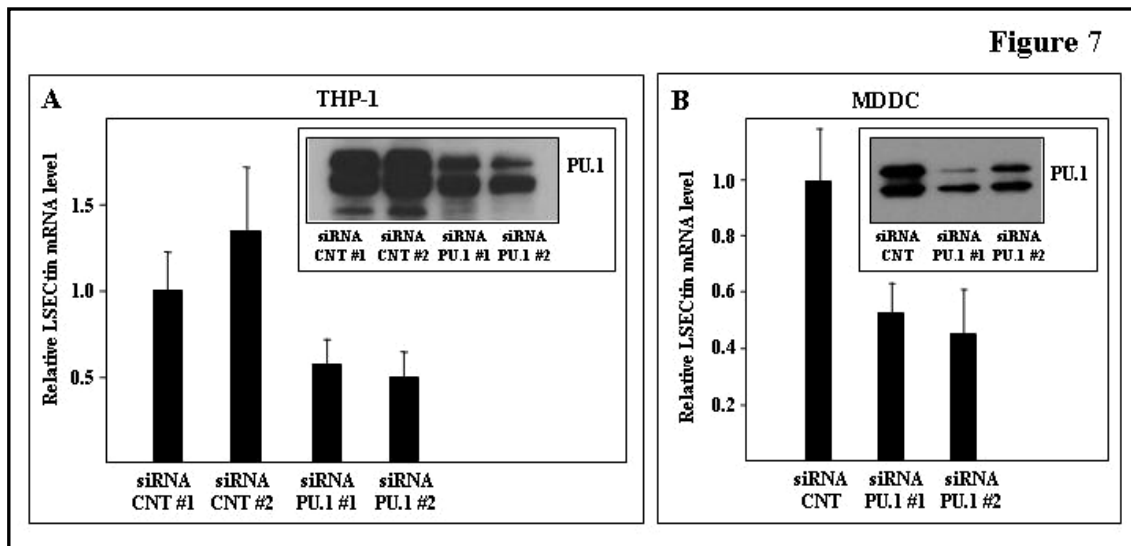 Figure 7
A
THP-1
Relative LSECtin mRNA level
1.5
1.0
0.5
PU.1
siRNA siRNA siRNA siRNA
CNT #1 CNT #2 PU.1 #1 PU.1 #2
siRNA siRNA siRNA siRNA
CNT #1 CNT #2 PU.1 #1 PU.1 #2
B
MDDC
Relative LSECtin mRNA level
1.0
0.8
0.6
0.4
0.2
PU.1
siRNA siRNA siRNA
CNT PU.1 #1 PU.1 #2
siRNA siRNA siRNA
CNT PU.1 #1 PU.1 #2